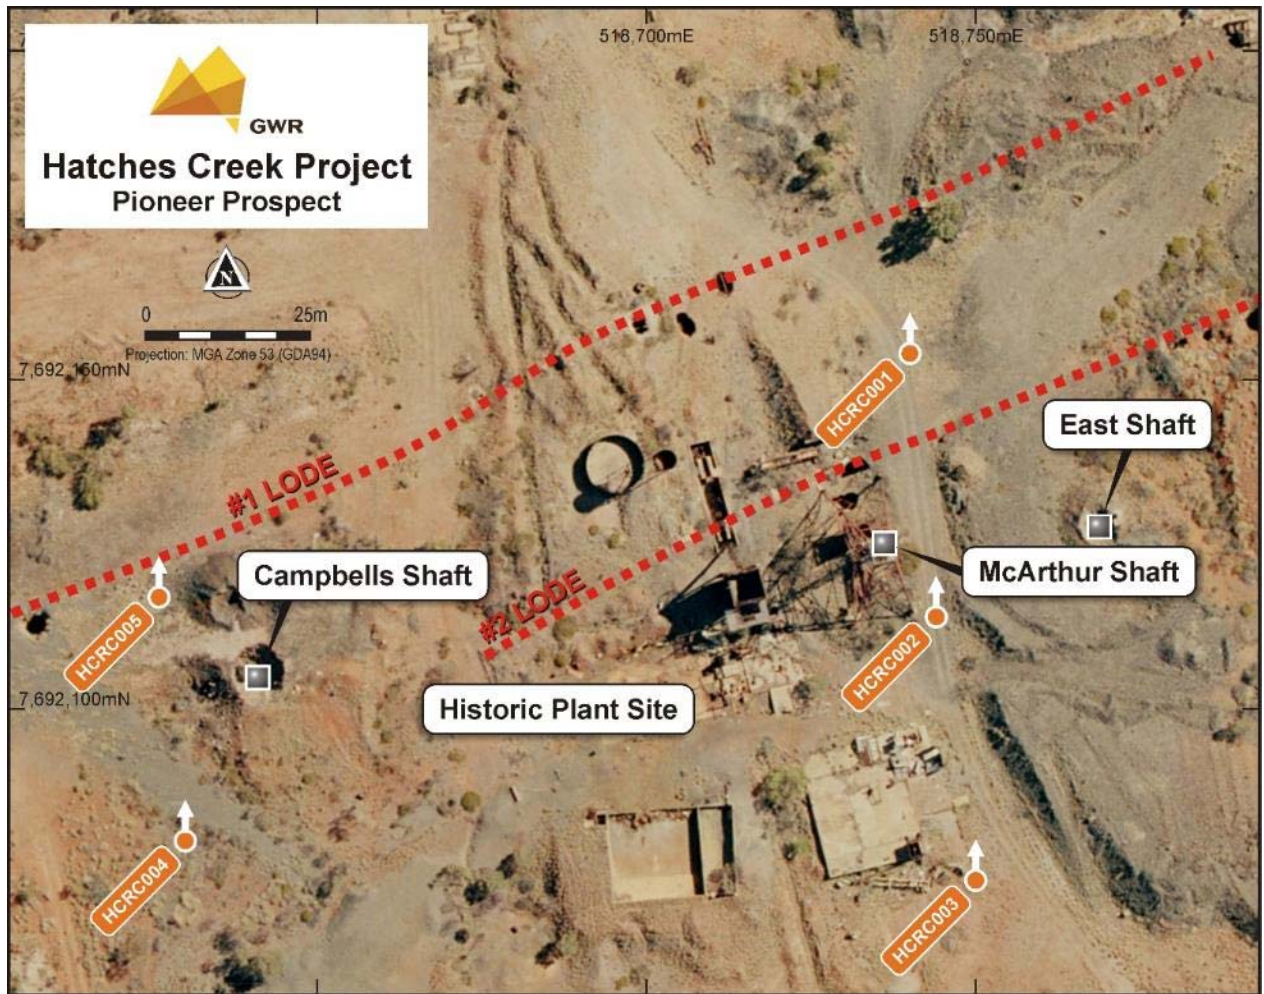 518,700mE
518,750mE
GWR
Hatches Creek Project
Pioneer Prospect
N
0 25m
Projection: MGA Zone 53 (GDA94)
7,692,150mN
HCRC001
East Shaft
#1 LODE
Campbells Shaft
McArthur Shaft
#2 LODE
HCRC005
HCRC002
7,692,100mN
Historic Plant Site
HCRC004
HCRC003